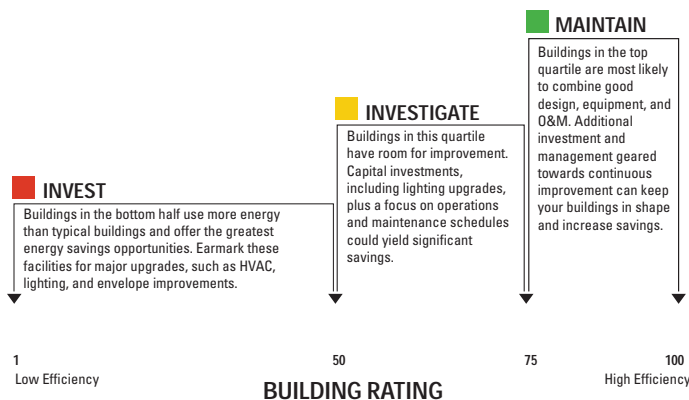 MAINTAIN
Buildings in the top
quartile are most likely
to combine good
design, equipment, and
O&M. Additional
investment and
management geared
towards continuous
improvement can keep
your buildings in shape
and increase savings.
INVESTIGATE
Buildings in this quartile
have room for improvement.
Capital investments,
including lighting upgrades,
plus a focus on operations
and maintenance schedules
could yield significant
savings.
INVEST
Buildings in the bottom half use more energy
than typical buildings and offer the greatest
energy savings opportunities. Earmark these
facilities for major upgrades, such as HVAC,
lighting, and envelope improvements.
1 50 75 100
Low Efficiency High Efficiency
BUILDING RATING